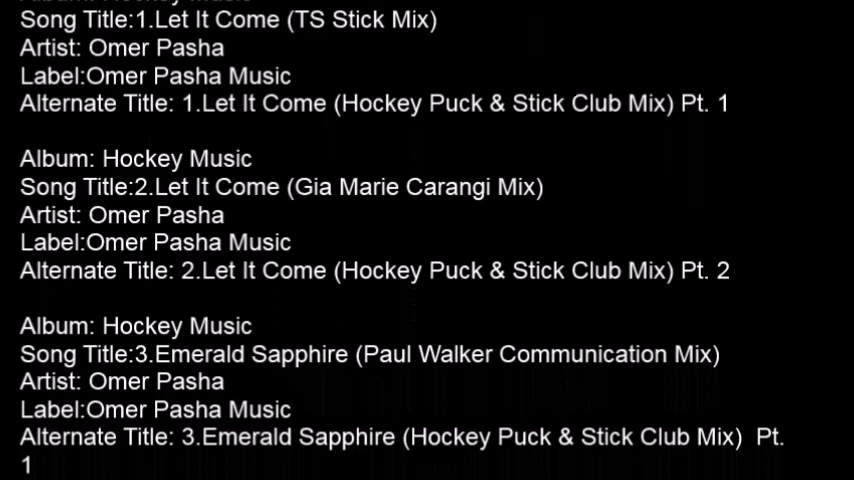 Album: Hockey Music
Song Title:1.Let It Come (TS Stick Mix)
Artist: Omer Pasha
Label:Omer Pasha Music
Alternate Title: 1.Let It Come (Hockey Puck & Stick Club Mix) Pt. 1
Album: Hockey Music
Song Title:2.Let It Come (Gia Marie Carangi Mix)
Artist: Omer Pasha
Label:Omer Pasha Music
Alternate Title: 2.Let It Come (Hockey Puck & Stick Club Mix) Pt. 2
Album: Hockey Music
Song Title:3.Emerald Sapphire (Paul Walker Communication Mix)
Artist: Omer Pasha
Label:Omer Pasha Music
Alternate Title: 3.Emerald Sapphire (Hockey Puck & Stick Club Mix)  Pt.
1